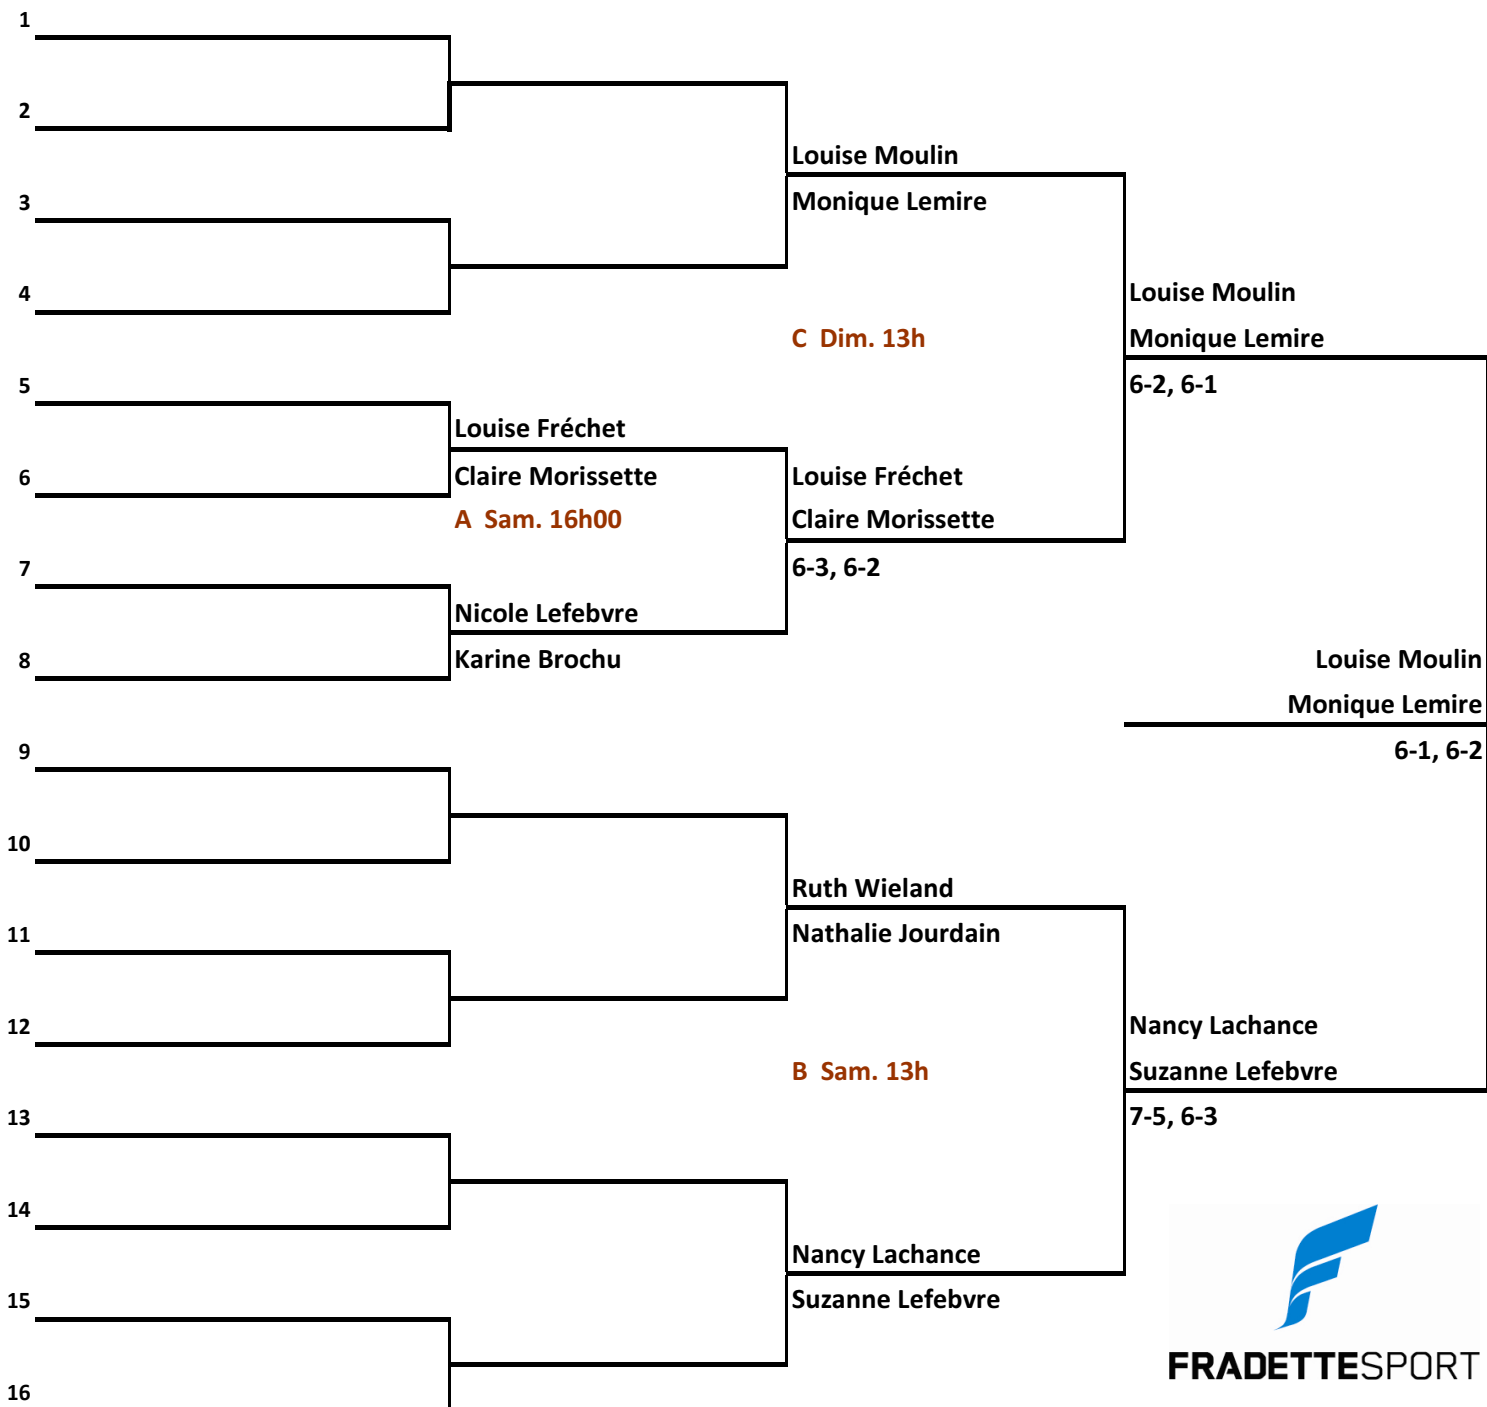 1
2
Louise Moulin
3
Monique Lemire
4
Louise Moulin
C Dim. 13h
Monique Lemire
5
6-2, 6-1
Louise Fréchet
6
Claire Morissette
Louise Fréchet
A Sam. 16h00
Claire Morissette
7
6-3, 6-2
Nicole Lefebvre
8
Karine Brochu
Louise Moulin
Monique Lemire
9
6-1, 6-2
10
Ruth Wieland
11
Nathalie Jourdain
12
Nancy Lachance
B Sam. 13h
Suzanne Lefebvre
13
7-5, 6-3
14
Nancy Lachance
15
Suzanne Lefebvre
FRADETTESPORT
16